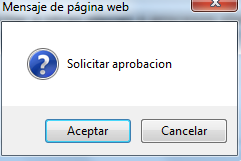 Mensaje de página web
Solicitar aprobacion
Aceptar
Cancelar